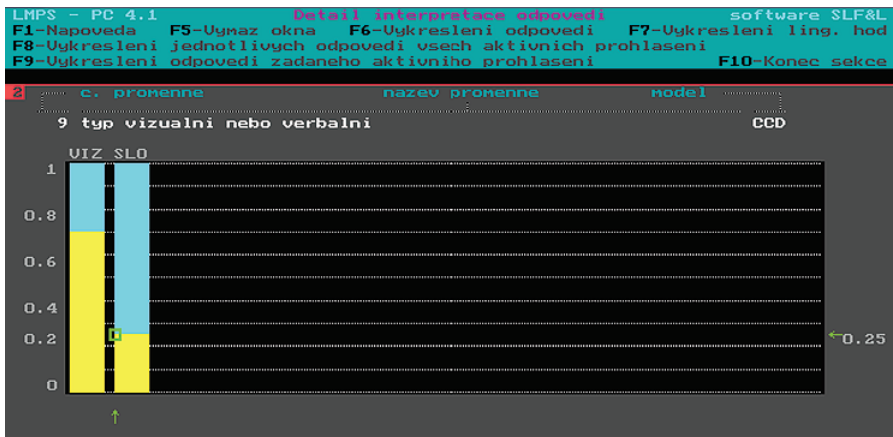 LMPS - PC 4.1 Detail interpretace odpovedi software SLF&L
F1-Napoveda F5-Vymaz okna F6-Vykresleni odpovedi F7-Vykresleni ling. hod
F8-Vykresleni jednotlivych odpovedi vsech aktivnich prohlaseni
F9-Vykresleni odpovedi zadaneho aktivniho prohlaseni F10-Konec sekce
2 c. promenne nazev promenne model
9 typ vizualni nebo verbalni CCD
VIZ SLO
1
0.8
0.6
0.4
0.2 ←0.25
0
↑